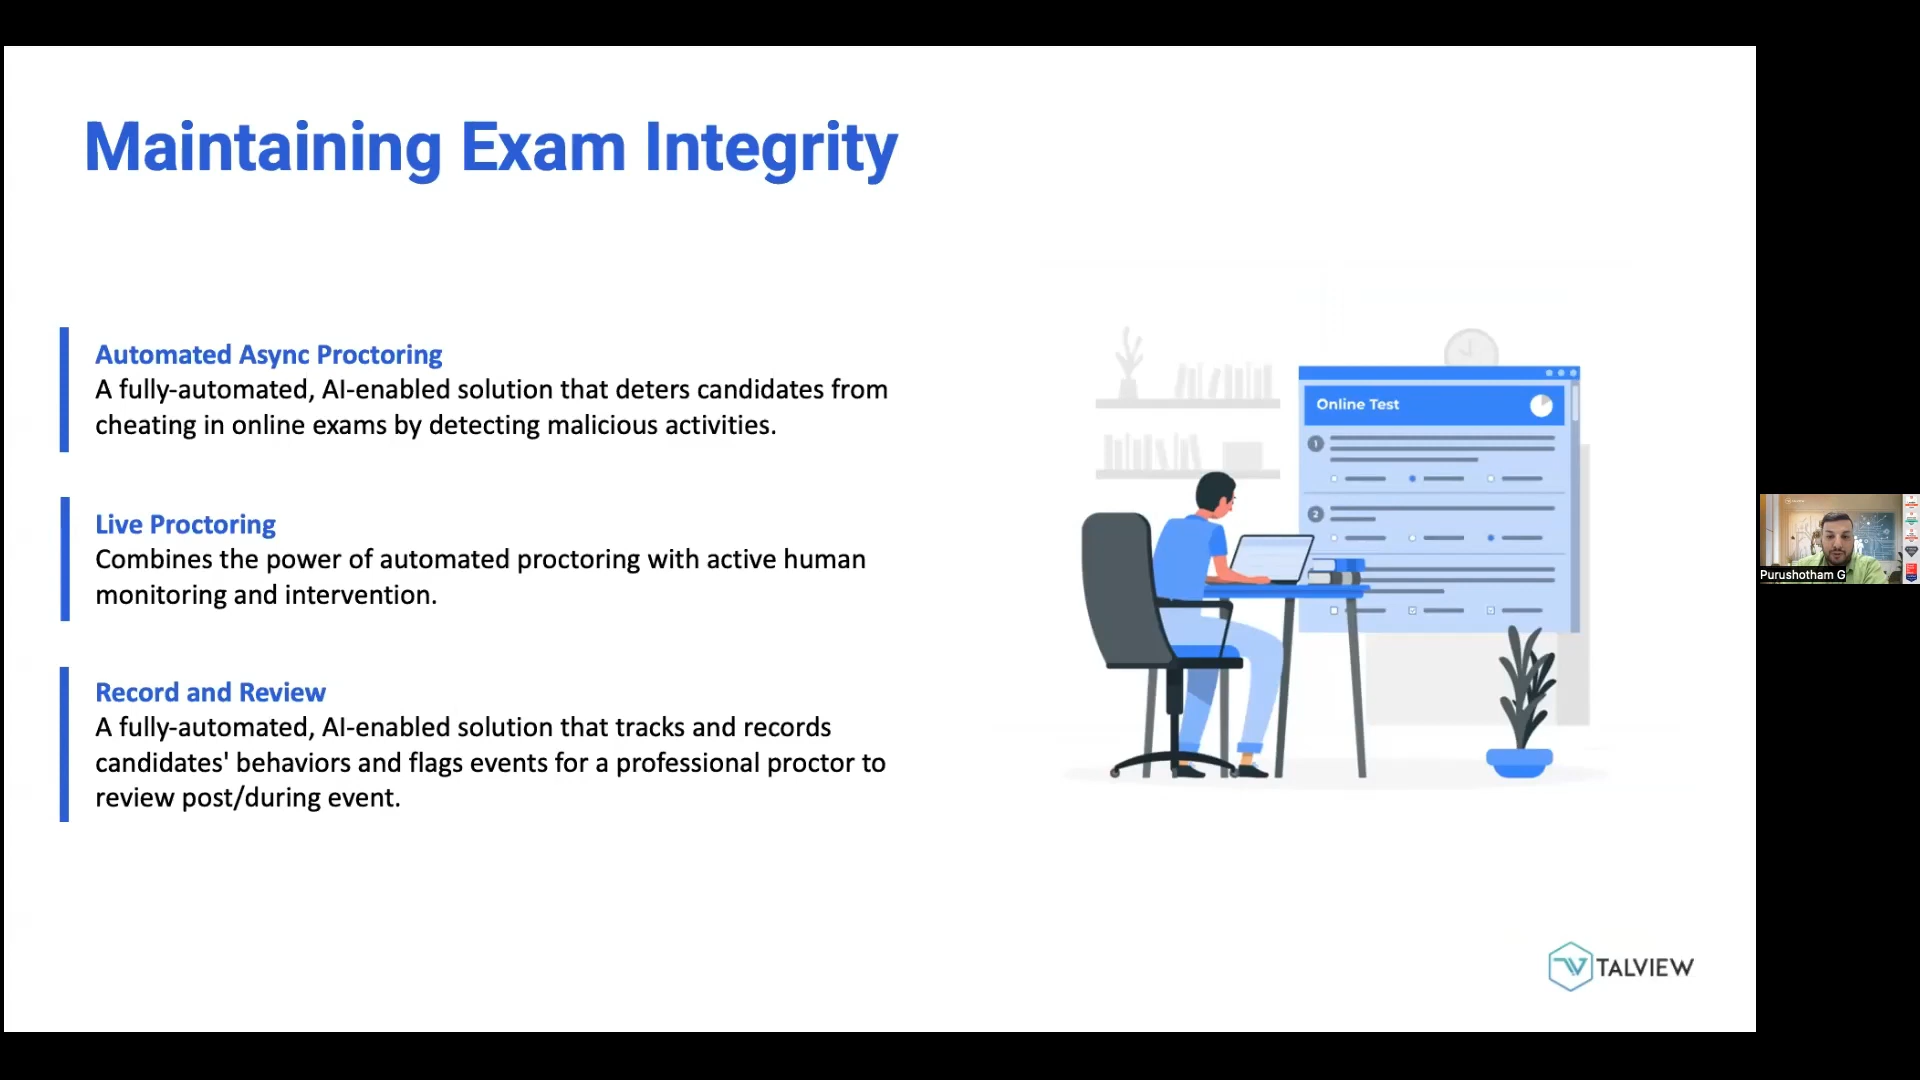 Maintaining Exam Integrity
Automated Async Proctoring
A fully-automated, AI-enabled solution that deters candidates from
cheating in online exams by detecting malicious activities.
Live Proctoring
Combines the power of automated proctoring with active human
monitoring and intervention.
Record and Review
A fully-automated, AI-enabled solution that tracks and records
candidates' behaviors and flags events for a professional proctor to
review post/during event.
Online Test
1
2
TALVIEW
Purushotham G